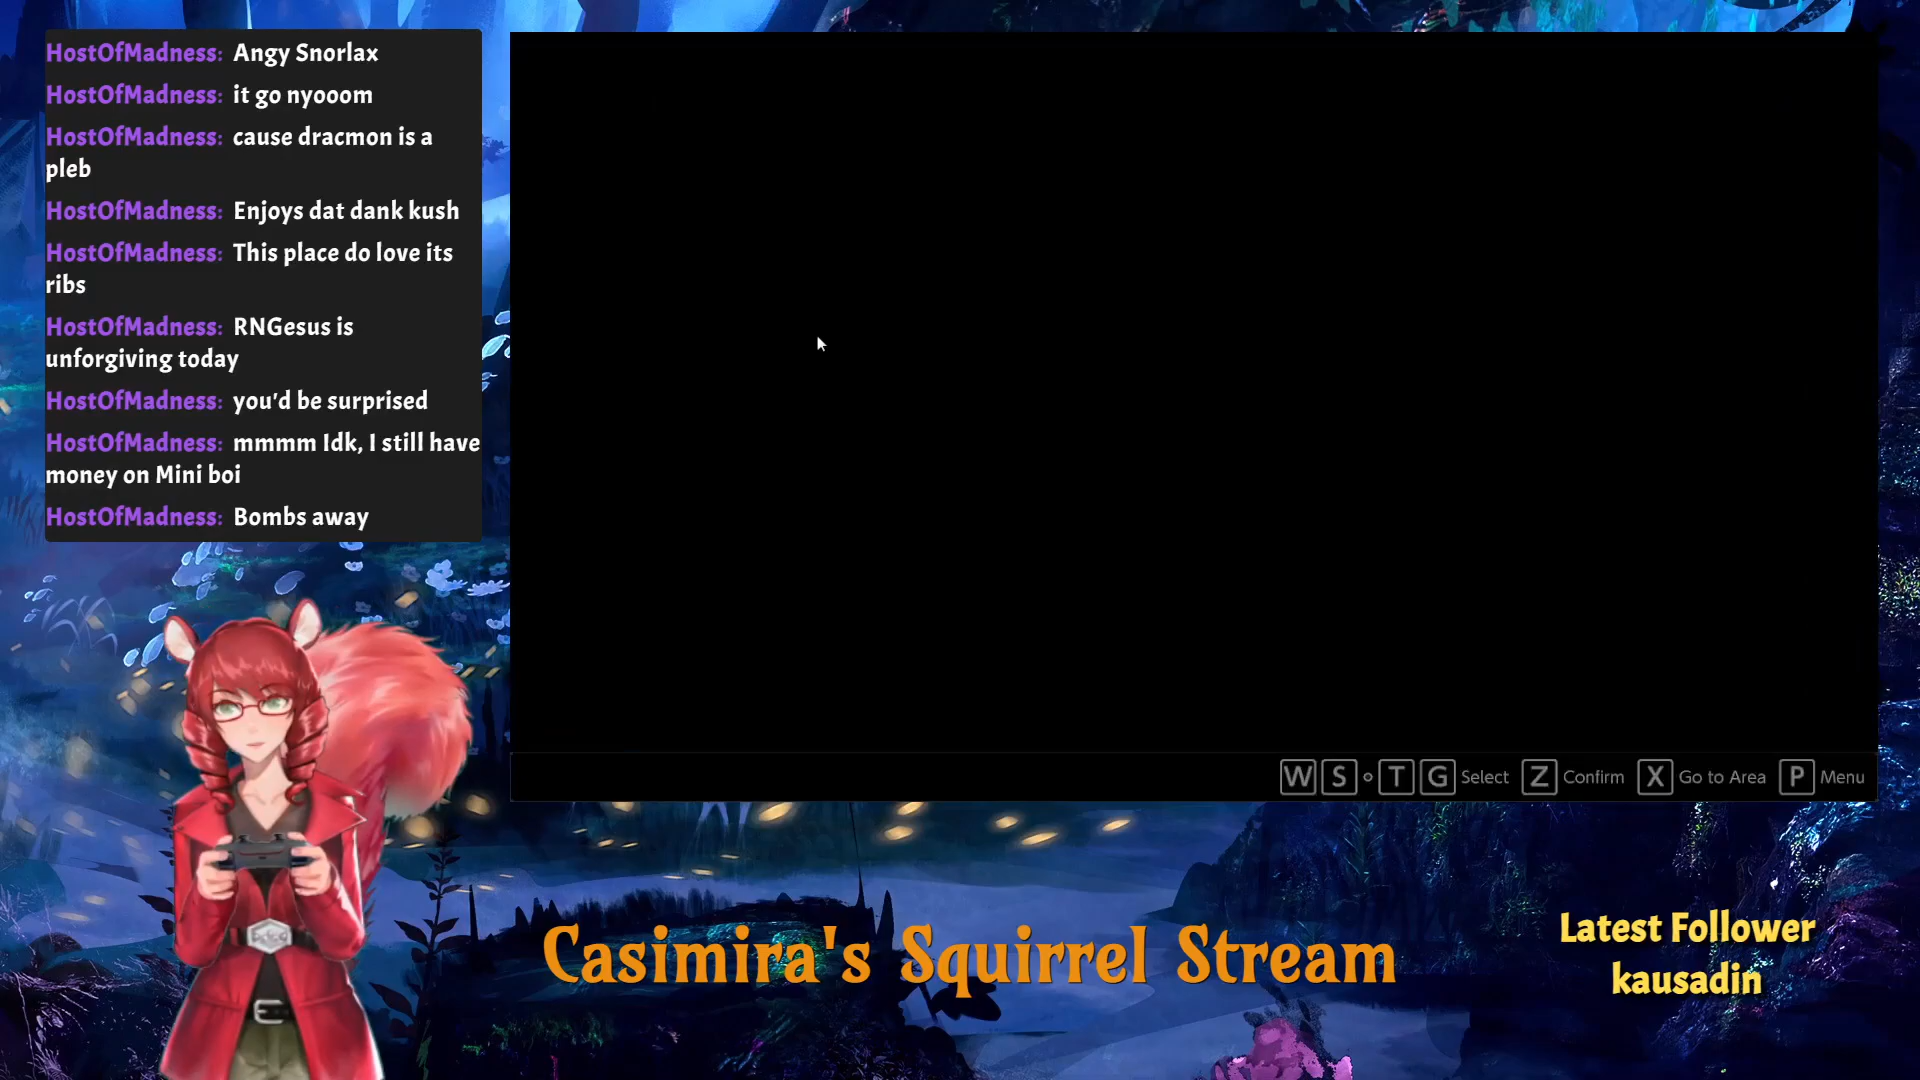 HostOfMadness: Angy Snorlax
HostOfMadness: it go nyooom
HostOfMadness: cause dracmon is a
pleb
HostOfMadness: Enjoys dat dank kush
HostOfMadness: This place do love its
ribs
HostOfMadness: RNGesus is
unforgiving today
HostOfMadness: you'd be surprised
HostOfMadness: mmmm Idk, I still have
money on Mini boi
HostOfMadness: Bombs away
W S T G Select Z Confirm X Go to Area P Menu
Casimira's Squirrel Stream
Latest Follower
kausadin